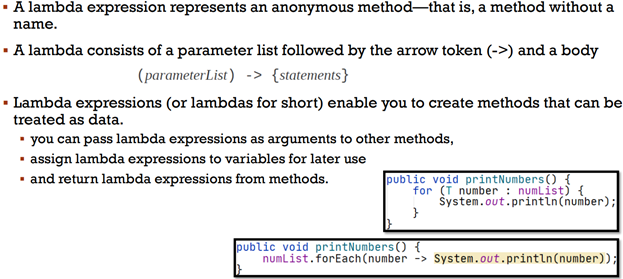 ▪ A lambda expression represents an anonymous method—that is, a method without a
name.
▪ A lambda consists of a parameter list followed by the arrow token (->) and a body
(parameterList) -> {statements}
▪ Lambda expressions (or lambdas for short) enable you to create methods that can be
treated as data.
▪ you can pass lambda expressions as arguments to other methods,
▪ assign lambda expressions to variables for later use
▪ and return lambda expressions from methods.
public void printNumbers() {
for (T number : numList) {
System.out.println(number);
}
}
public void printNumbers() {
numList.forEach(number -> System.out.println(number));
}